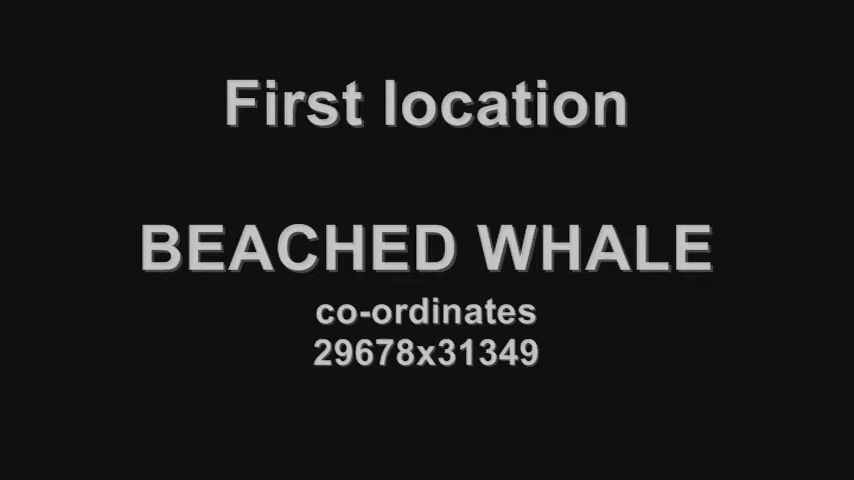 First location
BEACHED WHALE
co-ordinates
29678x31349